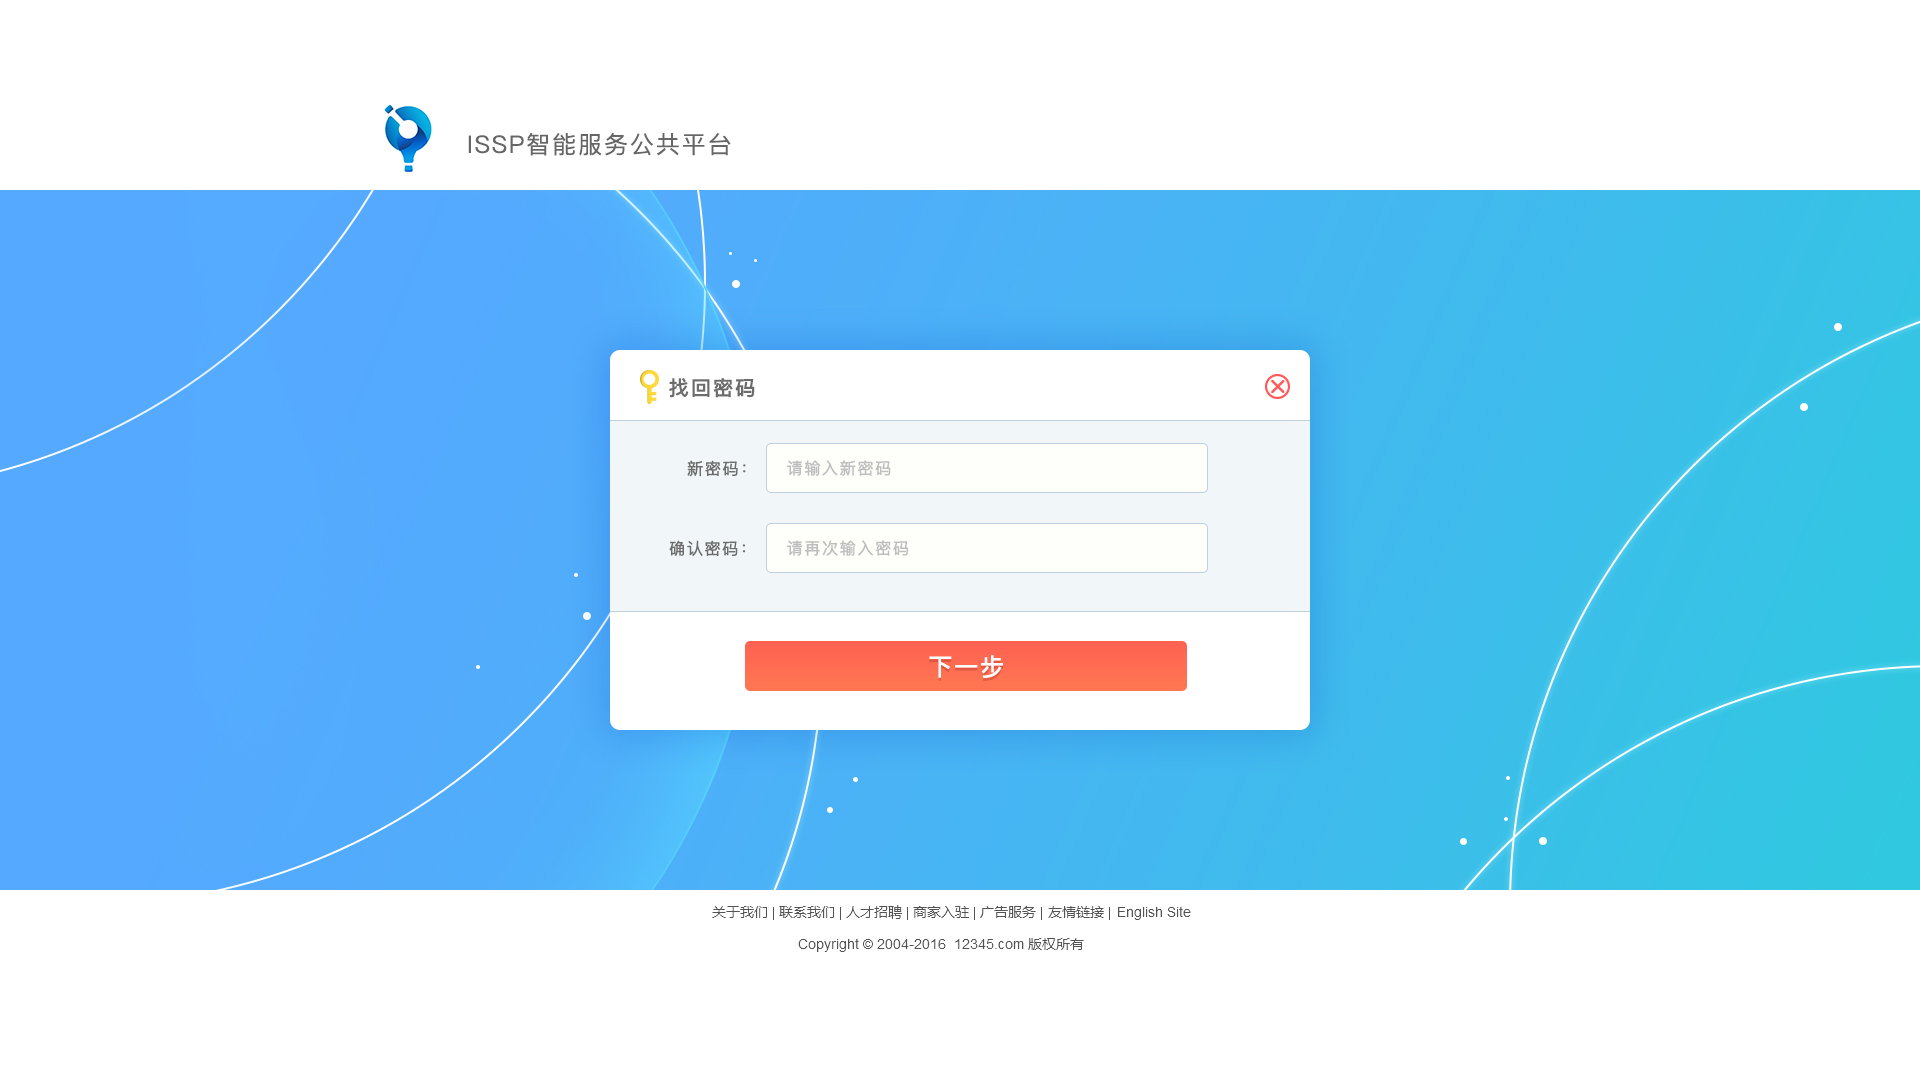 ISSP智能服务公共平台
找回密码
新密码： 请输入新密码
确认密码： 请再次输入密码
下一步
关于我们 | 联系我们 | 人才招聘 | 商家入驻 | 广告服务 | 友情链接 | English Site
Copyright © 2004-2016 12345.com 版权所有